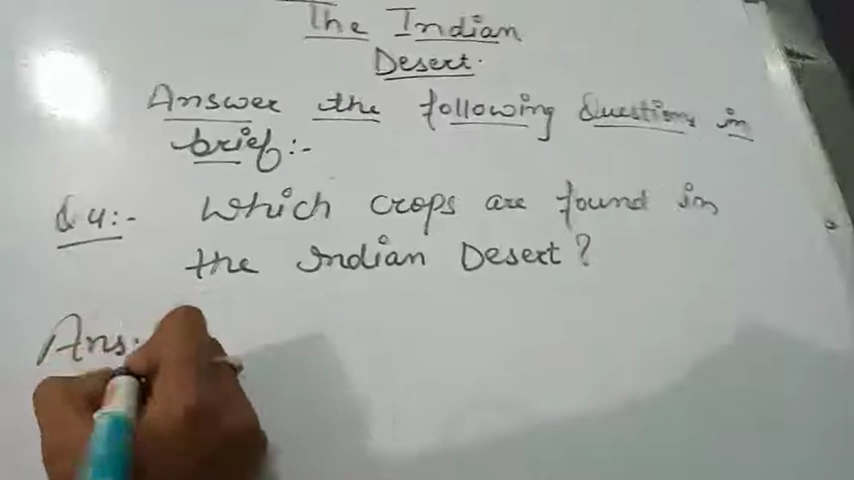 The Indian
Desert.
Answer the following Questions in
brief:-
Q4:- Which crops are found in
the Indian Desert?
Ans: